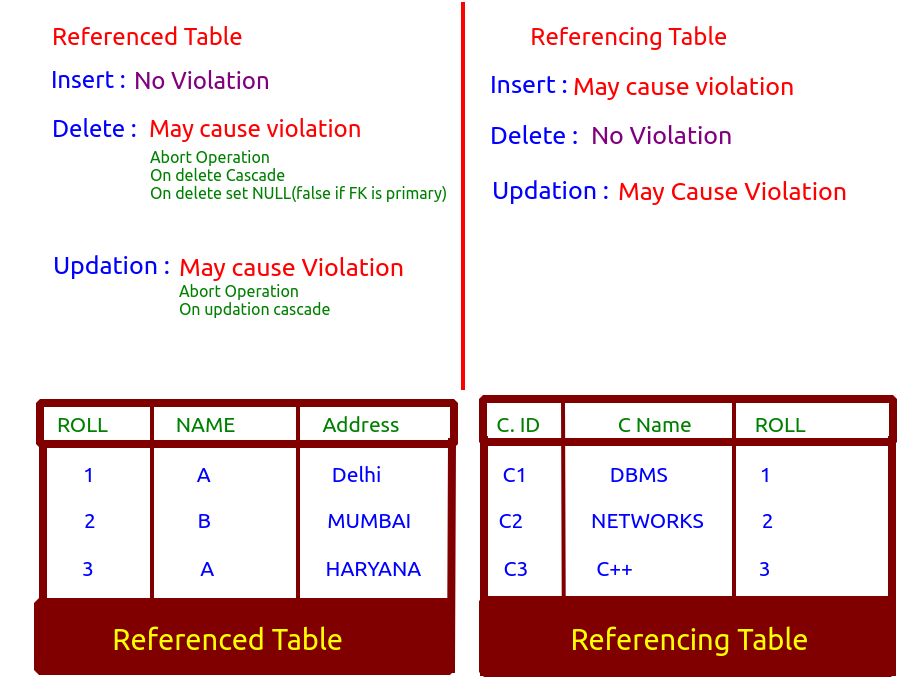 Referenced Table
Insert : No Violation
Delete : May cause violation
Abort Operation
On delete Cascade
On delete set NULL(false if FK is primary)
Updation : May cause Violation
Abort Operation
On updation cascade
Referencing Table
Insert : May cause violation
Delete : No Violation
Updation : May Cause Violation
ROLL NAME Address
1 A Delhi
2 B MUMBAI
3 A HARYANA
Referenced Table
C. ID C Name ROLL
C1 DBMS 1
C2 NETWORKS 2
C3 C++ 3
Referencing Table